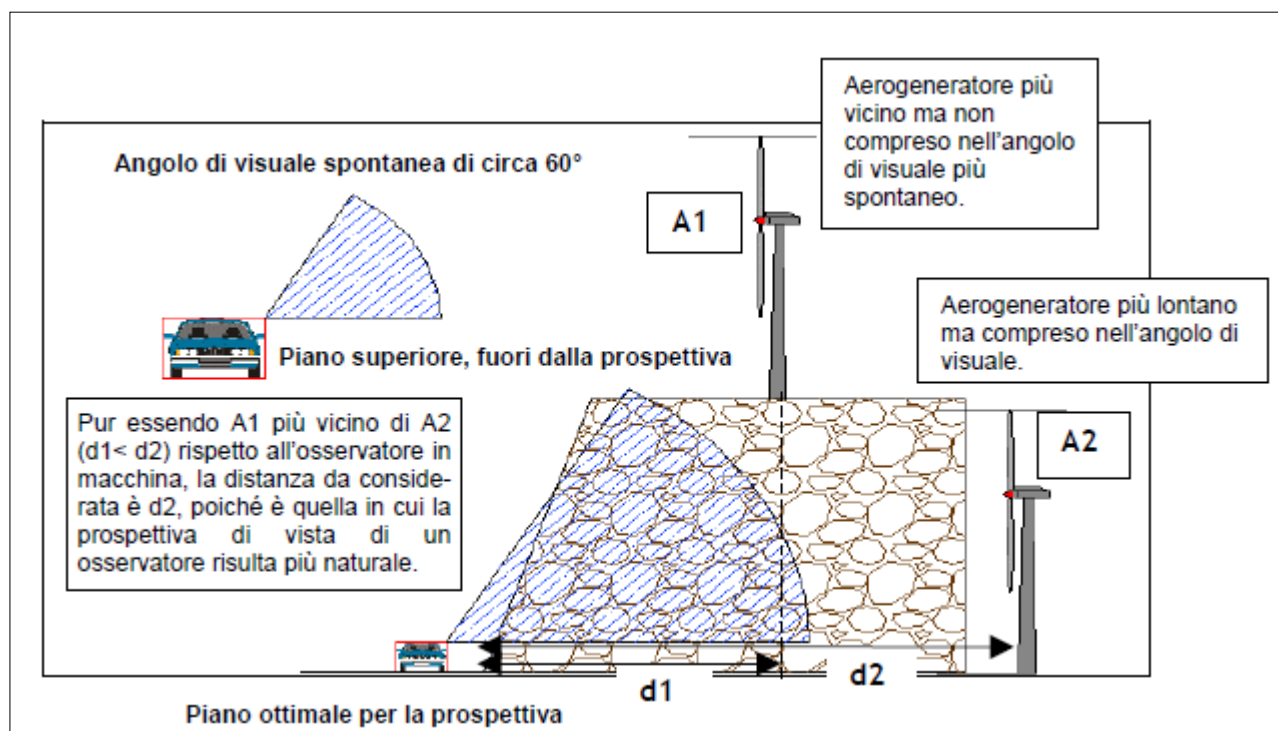 Aerogeneratore più
vicino ma non
compreso nell'angolo
di visuale più
spontaneo.
Angolo di visuale spontanea di circa 60°
A1
Aerogeneratore più lontano
ma compreso nell'angolo di
visuale.
Piano superiore, fuori dalla prospettiva
Pur essendo A1 più vicino di A2
(d1< d2) rispetto all'osservatore in
macchina, la distanza da conside-
rata è d2, poiché è quella in cui la
prospettiva di vista di un
osservatore risulta più naturale.
A2
d1
d2
Piano ottimale per la prospettiva